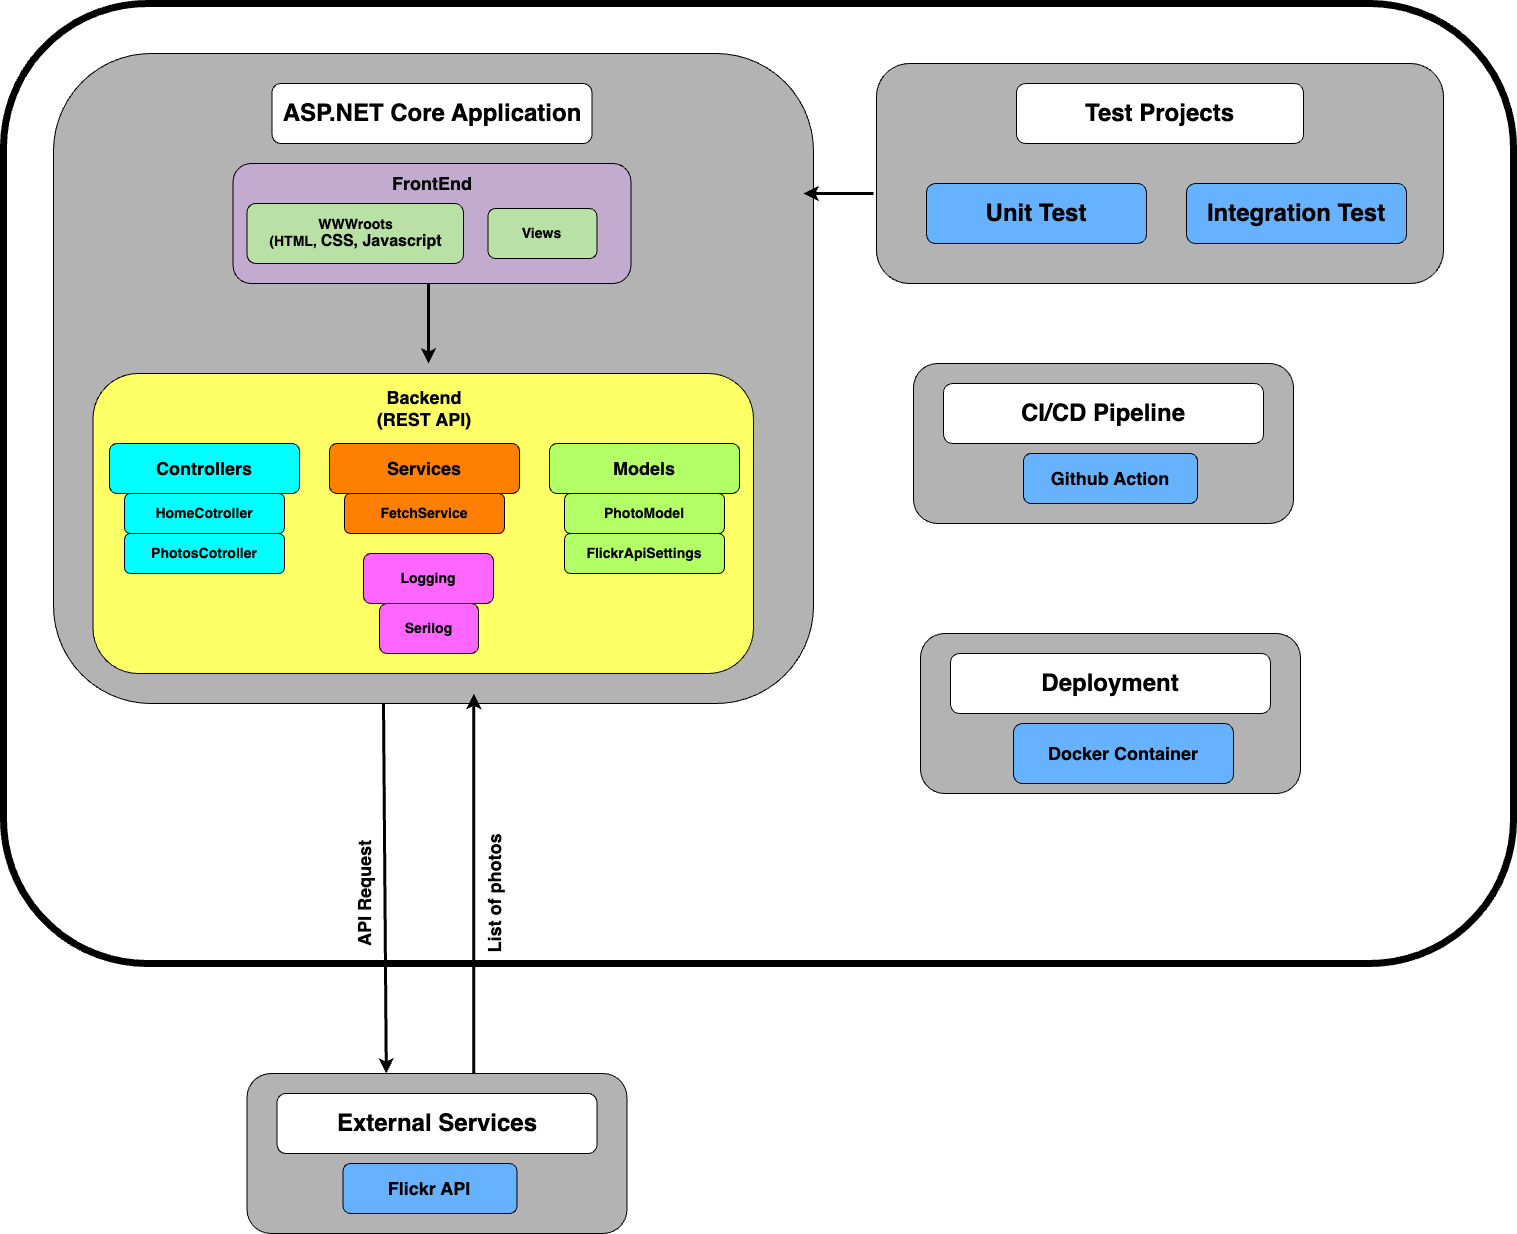 ASP.NET Core Application
FrontEnd
WWWroots
(HTML, CSS, Javascript
Views
Backend
(REST API)
Controllers
HomeCotroller
PhotosCotroller
Services
FetchService
Logging
Serilog
Models
PhotoModel
FlickrApiSettings
Test Projects
Unit Test
Integration Test
CI/CD Pipeline
Github Action
Deployment
Docker Container
API Request
List of photos
External Services
Flickr API